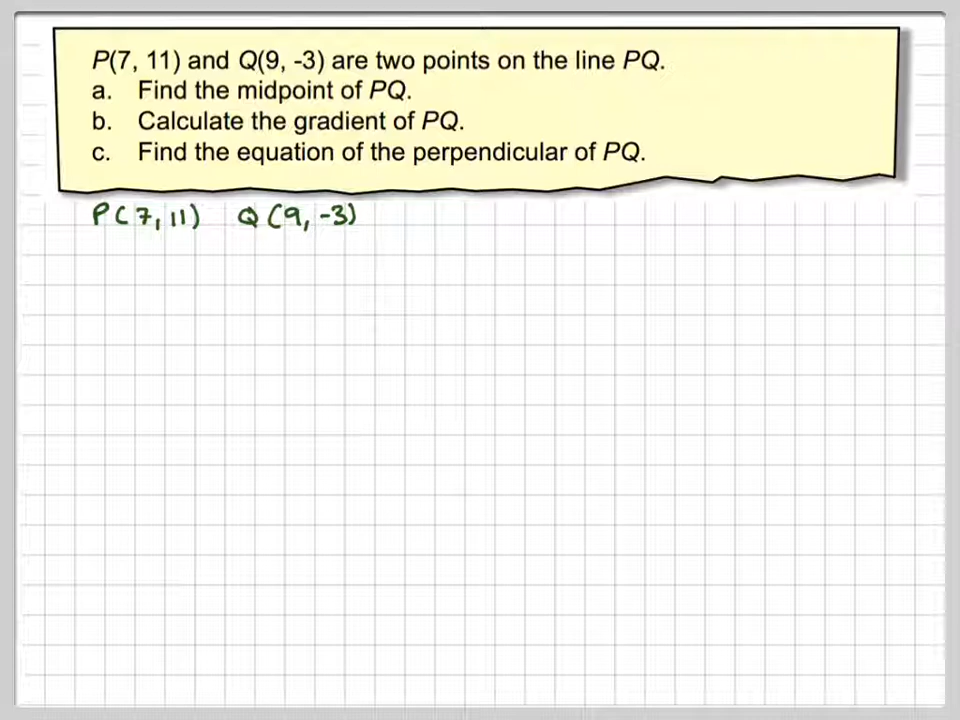 P(7, 11) and Q(9, -3) are two points on the line PQ.
a. Find the midpoint of PQ.
b. Calculate the gradient of PQ.
c. Find the equation of the perpendicular of PQ.
P(7, 11) Q(9, -3)